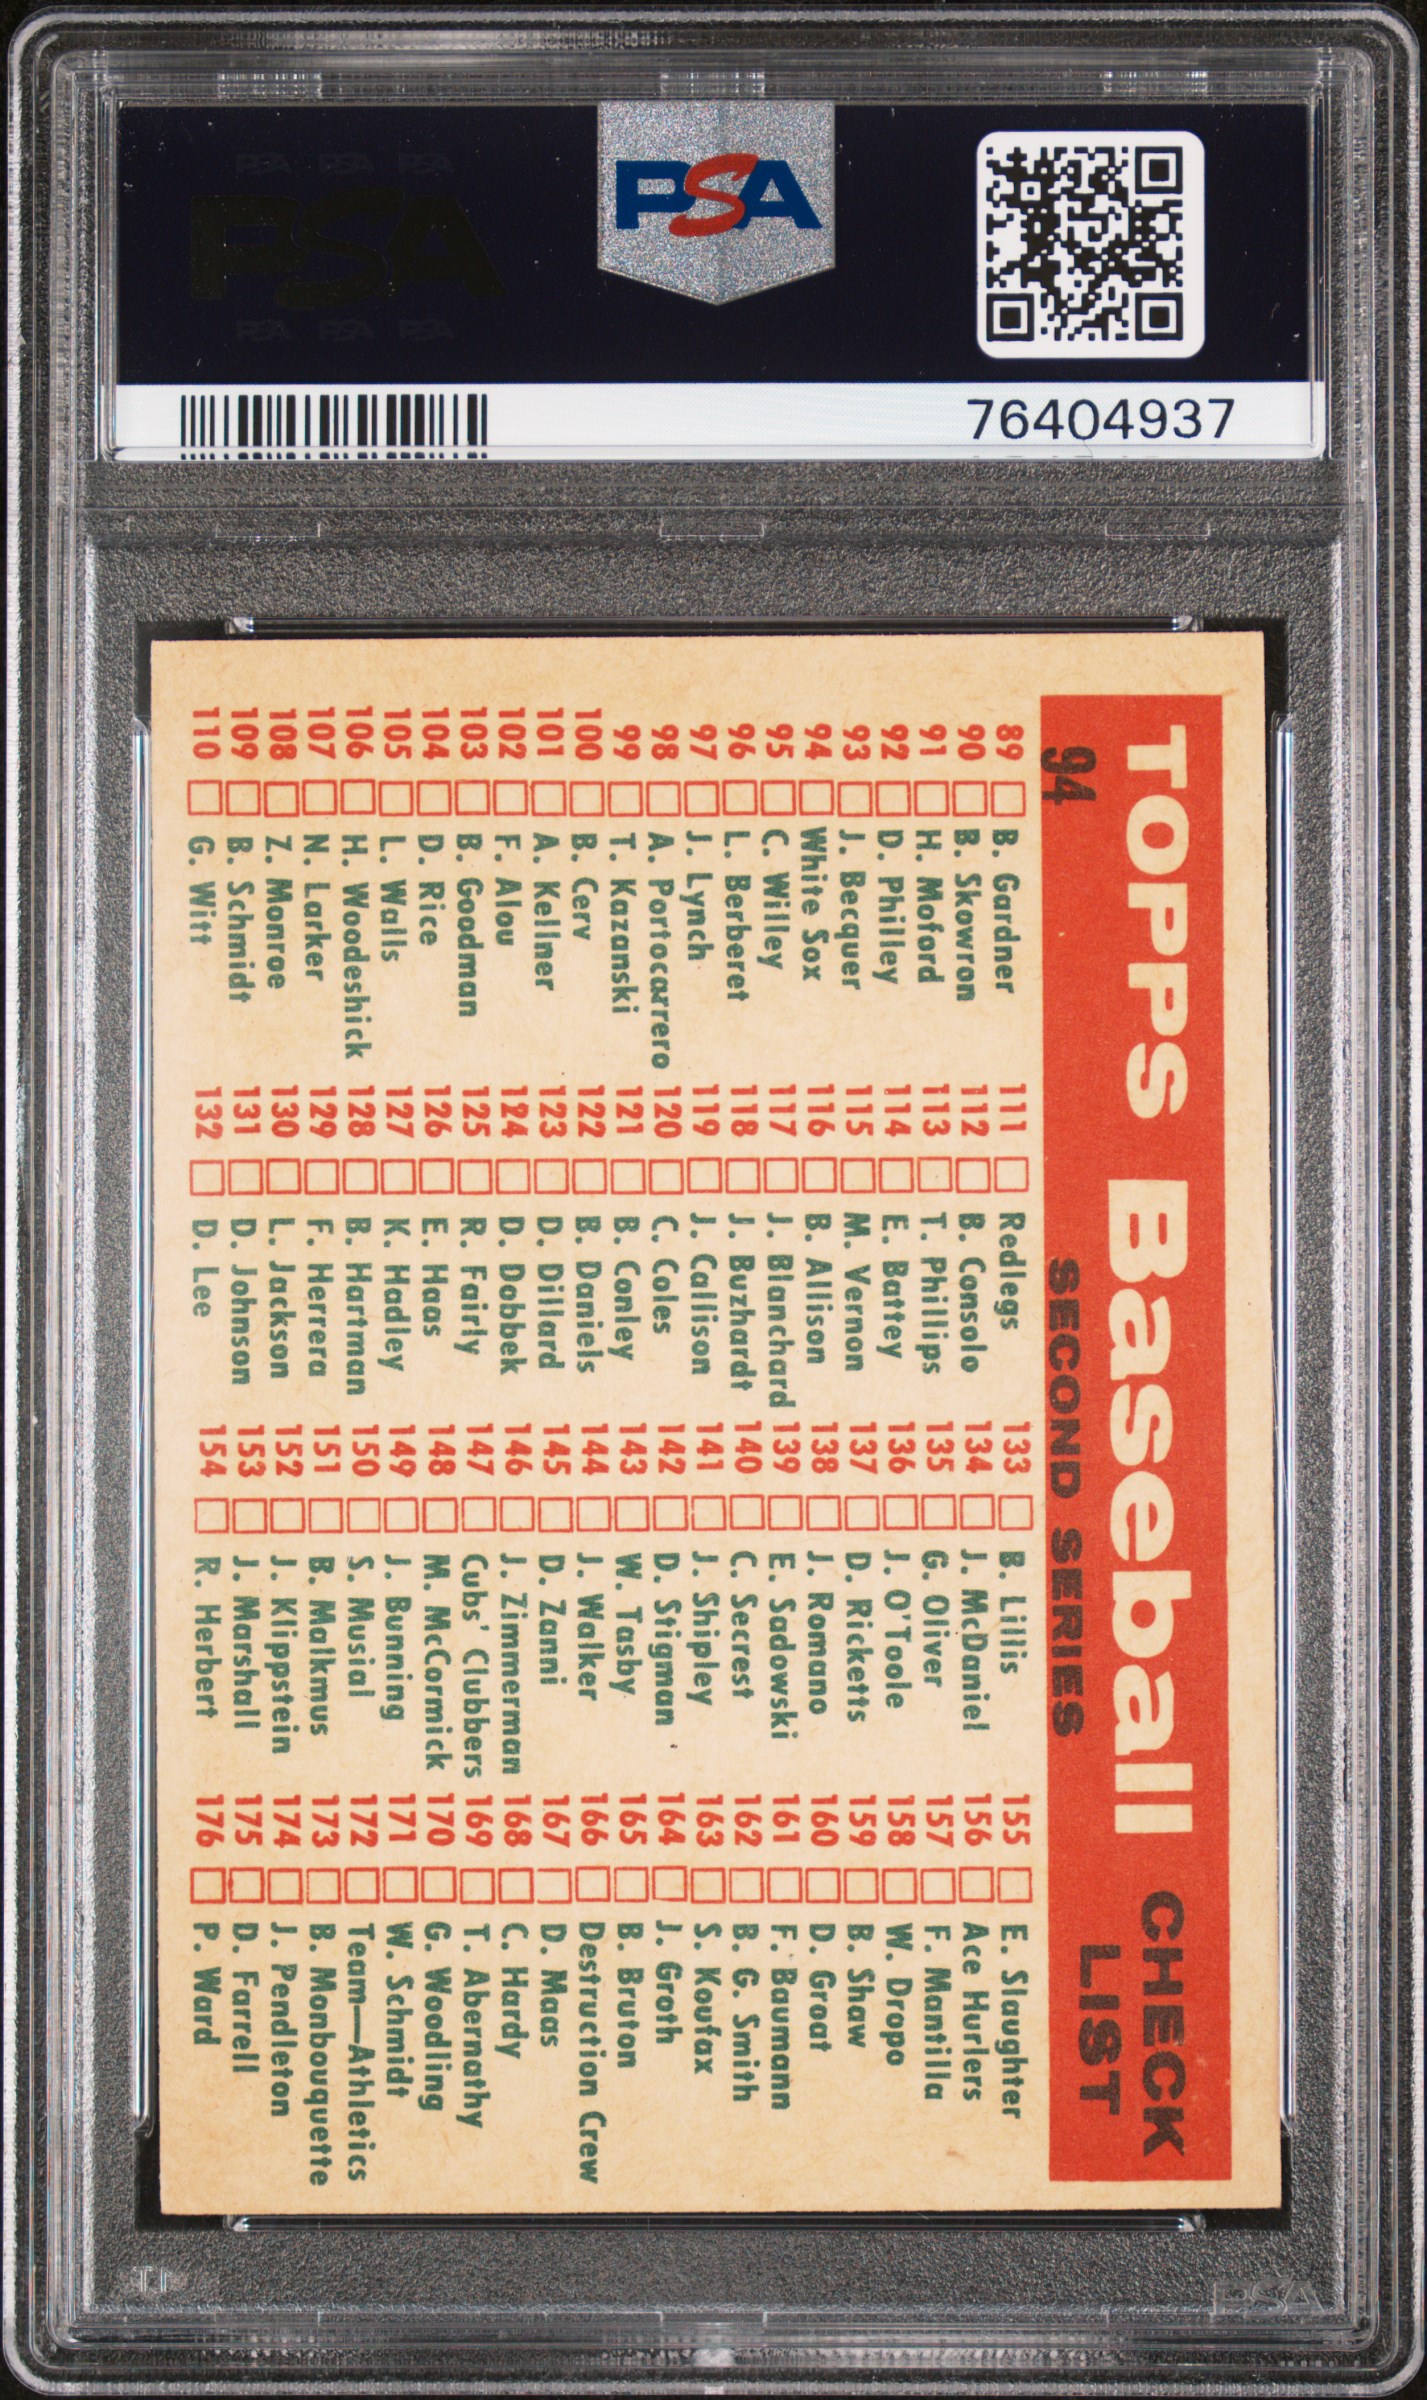 PSA PSA PSA
PSA
PSA PSA PSA
PSA
76404937
TOPPS Baseball CHECK LIST
94 SECOND SERIES
89 B. Gardner
90 B. Skowron
91 H. Moford
92 D. Philley
93 J. Becquer
94 White Sox
95 C. Willey
96 L. Berberet
97 J. Lynch
98 A. Portocarrero
99 T. Kazanski
100 B. Cerv
101 A. Kellner
102 F. Alou
103 B. Goodman
104 D. Rice
105 L. Walls
106 H. Woodeshick
107 N. Larker
108 Z. Monroe
109 B. Schmidt
110 G. Witt
111 Redlegs
112 B. Consolo
113 T. Phillips
114 E. Battey
115 M. Vernon
116 B. Allison
117 J. Blanchard
118 J. Buzhardt
119 J. Callison
120 C. Coles
121 B. Conley
122 B. Daniels
123 D. Dillard
124 D. Dobbek
125 R. Fairly
126 E. Haas
127 K. Hadley
128 B. Hartman
129 F. Herrera
130 L. Jackson
131 D. Johnson
132 D. Lee
133 B. Lillis
134 J. McDaniel
135 G. Oliver
136 J. O'Toole
137 D. Ricketts
138 J. Romano
139 E. Sadowski
140 C. Secrest
141 J. Shipley
142 D. Stigman
143 W. Tasby
144 J. Walker
145 D. Zanni
146 J. Zimmerman
147 Cubs' Clubbers
148 M. McCormick
149 J. Bunning
150 S. Musial
151 B. Malkmus
152 J. Klippstein
153 J. Marshall
154 R. Herbert
155 E. Slaughter
156 Ace Hurlers
157 F. Mantilla
158 W. Dropo
159 B. Shaw
160 D. Groat
161 F. Baumann
162 B. G. Smith
163 S. Koufax
164 J. Groth
165 B. Bruton
166 Destruction Crew
167 D. Maas
168 C. Hardy
169 T. Abernathy
170 G. Woodling
171 W. Schmidt
172 Team—Athletics
173 B. Monbouquette
174 J. Pendleton
175 D. Farrell
176 P. Ward
PSA